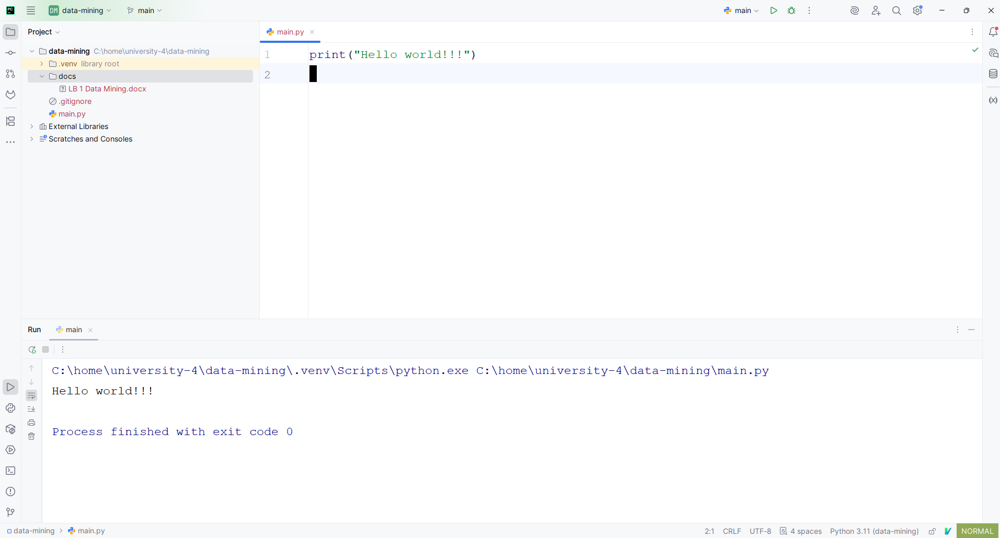 PC
DM data-mining main
main
Project
data-mining C:\home\university-4\data-mining
.venv library root
docs
LB 1 Data Mining.docx
.gitignore
main.py
External Libraries
Scratches and Consoles
main.py
1 print("Hello world!!!")
2
Run main
C:\home\university-4\data-mining\.venv\Scripts\python.exe C:\home\university-4\data-mining\main.py
Hello world!!!
Process finished with exit code 0
data-mining > main.py
2:1 CRLF UTF-8 4 spaces Python 3.11 (data-mining) NORMAL